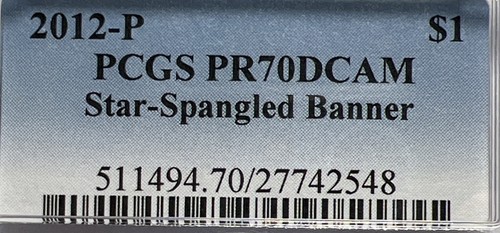 2012-P $1
PCGS PR70DCAM
Star-Spangled Banner
511494.70/27742548